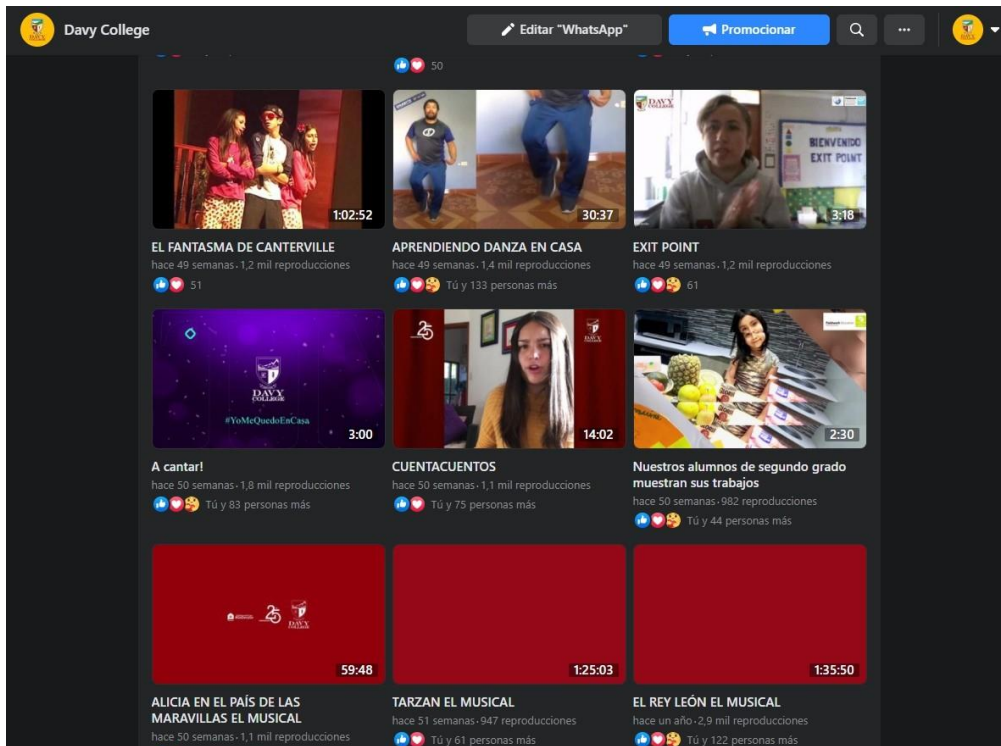 Davy College
Editar "WhatsApp"
Promocionar
50
1:02:52
30:37
DAVY
COLLEGE
BIENVENIDO
EXIT POINT
3:18
EL FANTASMA DE CANTERVILLE
hace 49 semanas · 1,2 mil reproducciones
51
APRENDIENDO DANZA EN CASA
hace 49 semanas · 1,4 mil reproducciones
Tú y 133 personas más
EXIT POINT
hace 49 semanas · 1,2 mil reproducciones
61
DAVY
COLLEGE
#YoMeQuedoEnCasa
3:00
25
DAVY
14:02
2:30
A cantar!
hace 50 semanas · 1,8 mil reproducciones
Tú y 83 personas más
CUENTACUENTOS
hace 50 semanas · 1,1 mil reproducciones
Tú y 75 personas más
Nuestros alumnos de segundo grado
muestran sus trabajos
hace 50 semanas · 982 reproducciones
Tú y 44 personas más
25
DAVY
COLLEGE
59:48
1:25:03
1:35:50
ALICIA EN EL PAÍS DE LAS
MARAVILLAS EL MUSICAL
hace 50 semanas · 1,1 mil reproducciones
TARZAN EL MUSICAL
hace 51 semanas · 947 reproducciones
Tú y 61 personas más
EL REY LEÓN EL MUSICAL
hace un año · 2,9 mil reproducciones
Tú y 122 personas más